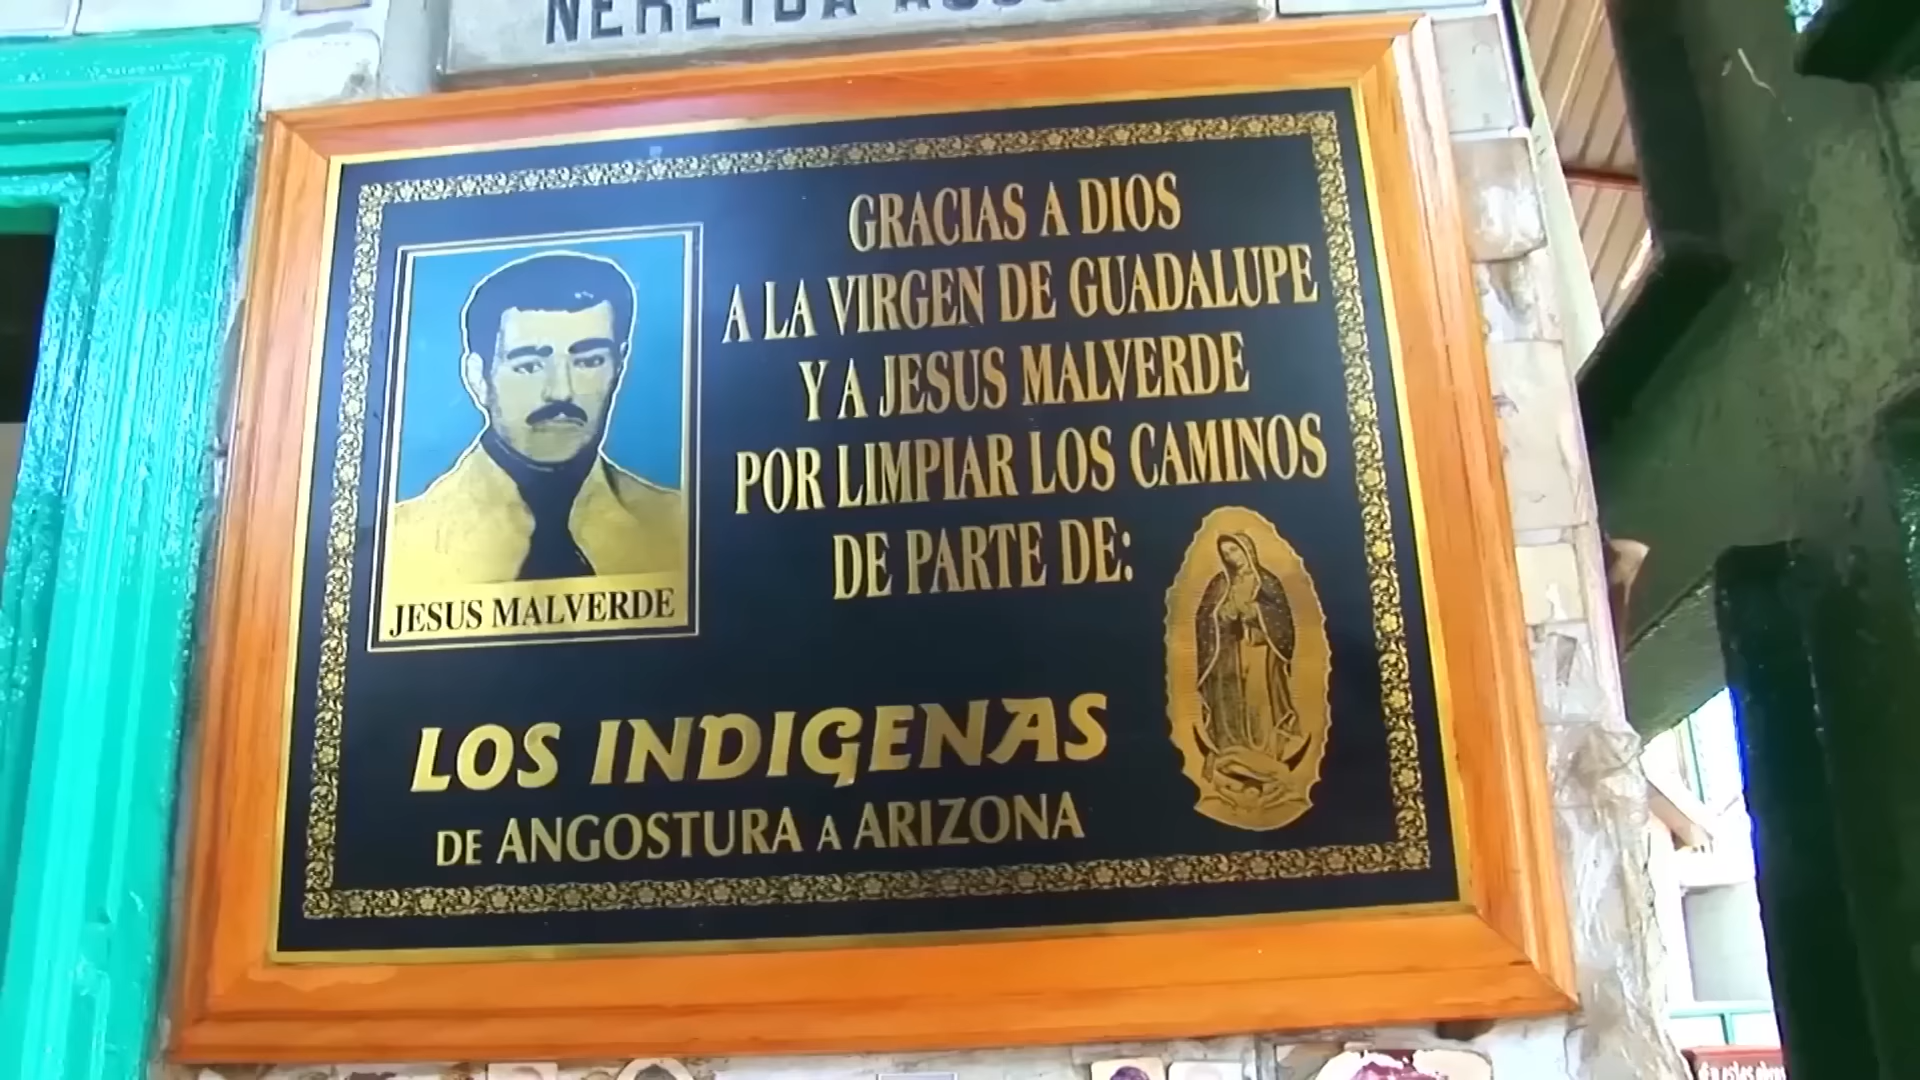 GRACIAS A DIOS
A LA VIRGEN DE GUADALUPE
Y A JESUS MALVERDE
POR LIMPIAR LOS CAMINOS
DE PARTE DE:
JESUS MALVERDE
LOS INDIGENAS
DE ANGOSTURA A ARIZONA